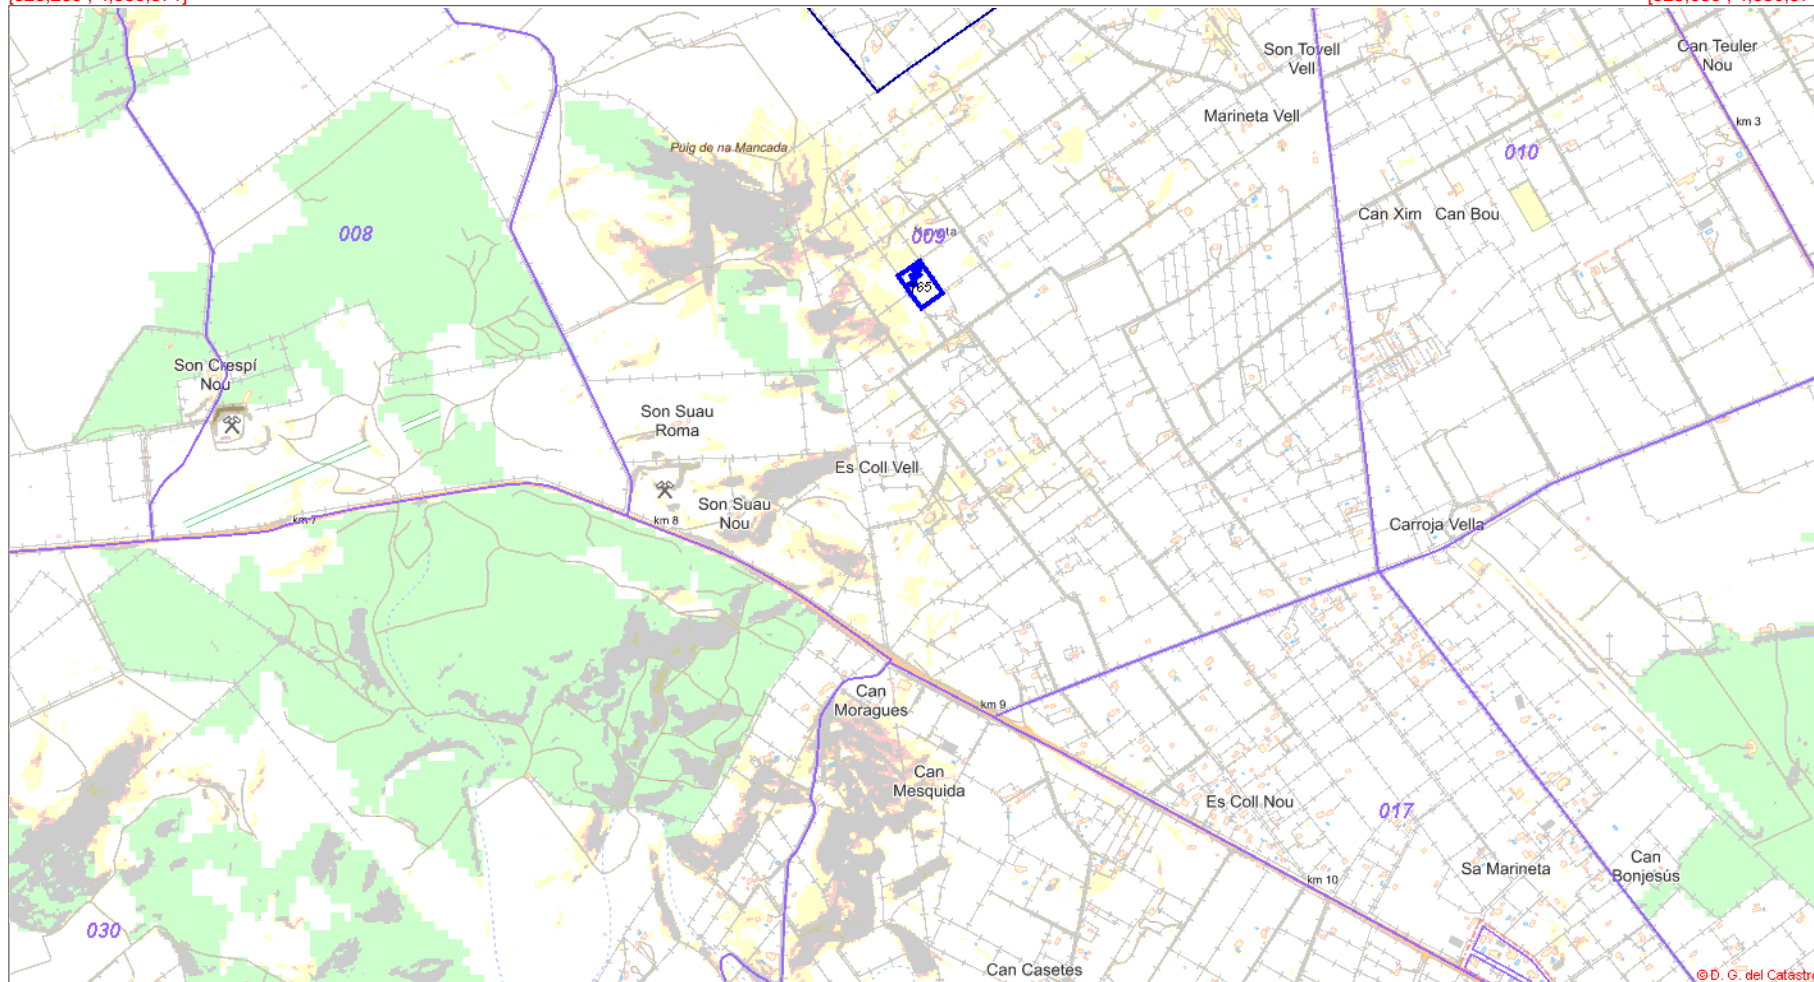 Son Tovell
Vell
Can Teuler
Nou
Marineta Vell
km 3
Puig de na Mancada
010
Can Xim
Can Bou
008
009
165
Son Crespí
Nou
Son Suau
Roma
Es Coll Vell
Son Suau
Nou
km 7
km 8
Carroja Vella
Can
Moragues
km 9
Can
Mesquida
Es Coll Nou
017
Sa Marineta
Can
Bonjesús
km 10
030
Can Casetes
© D. G. del Catastro